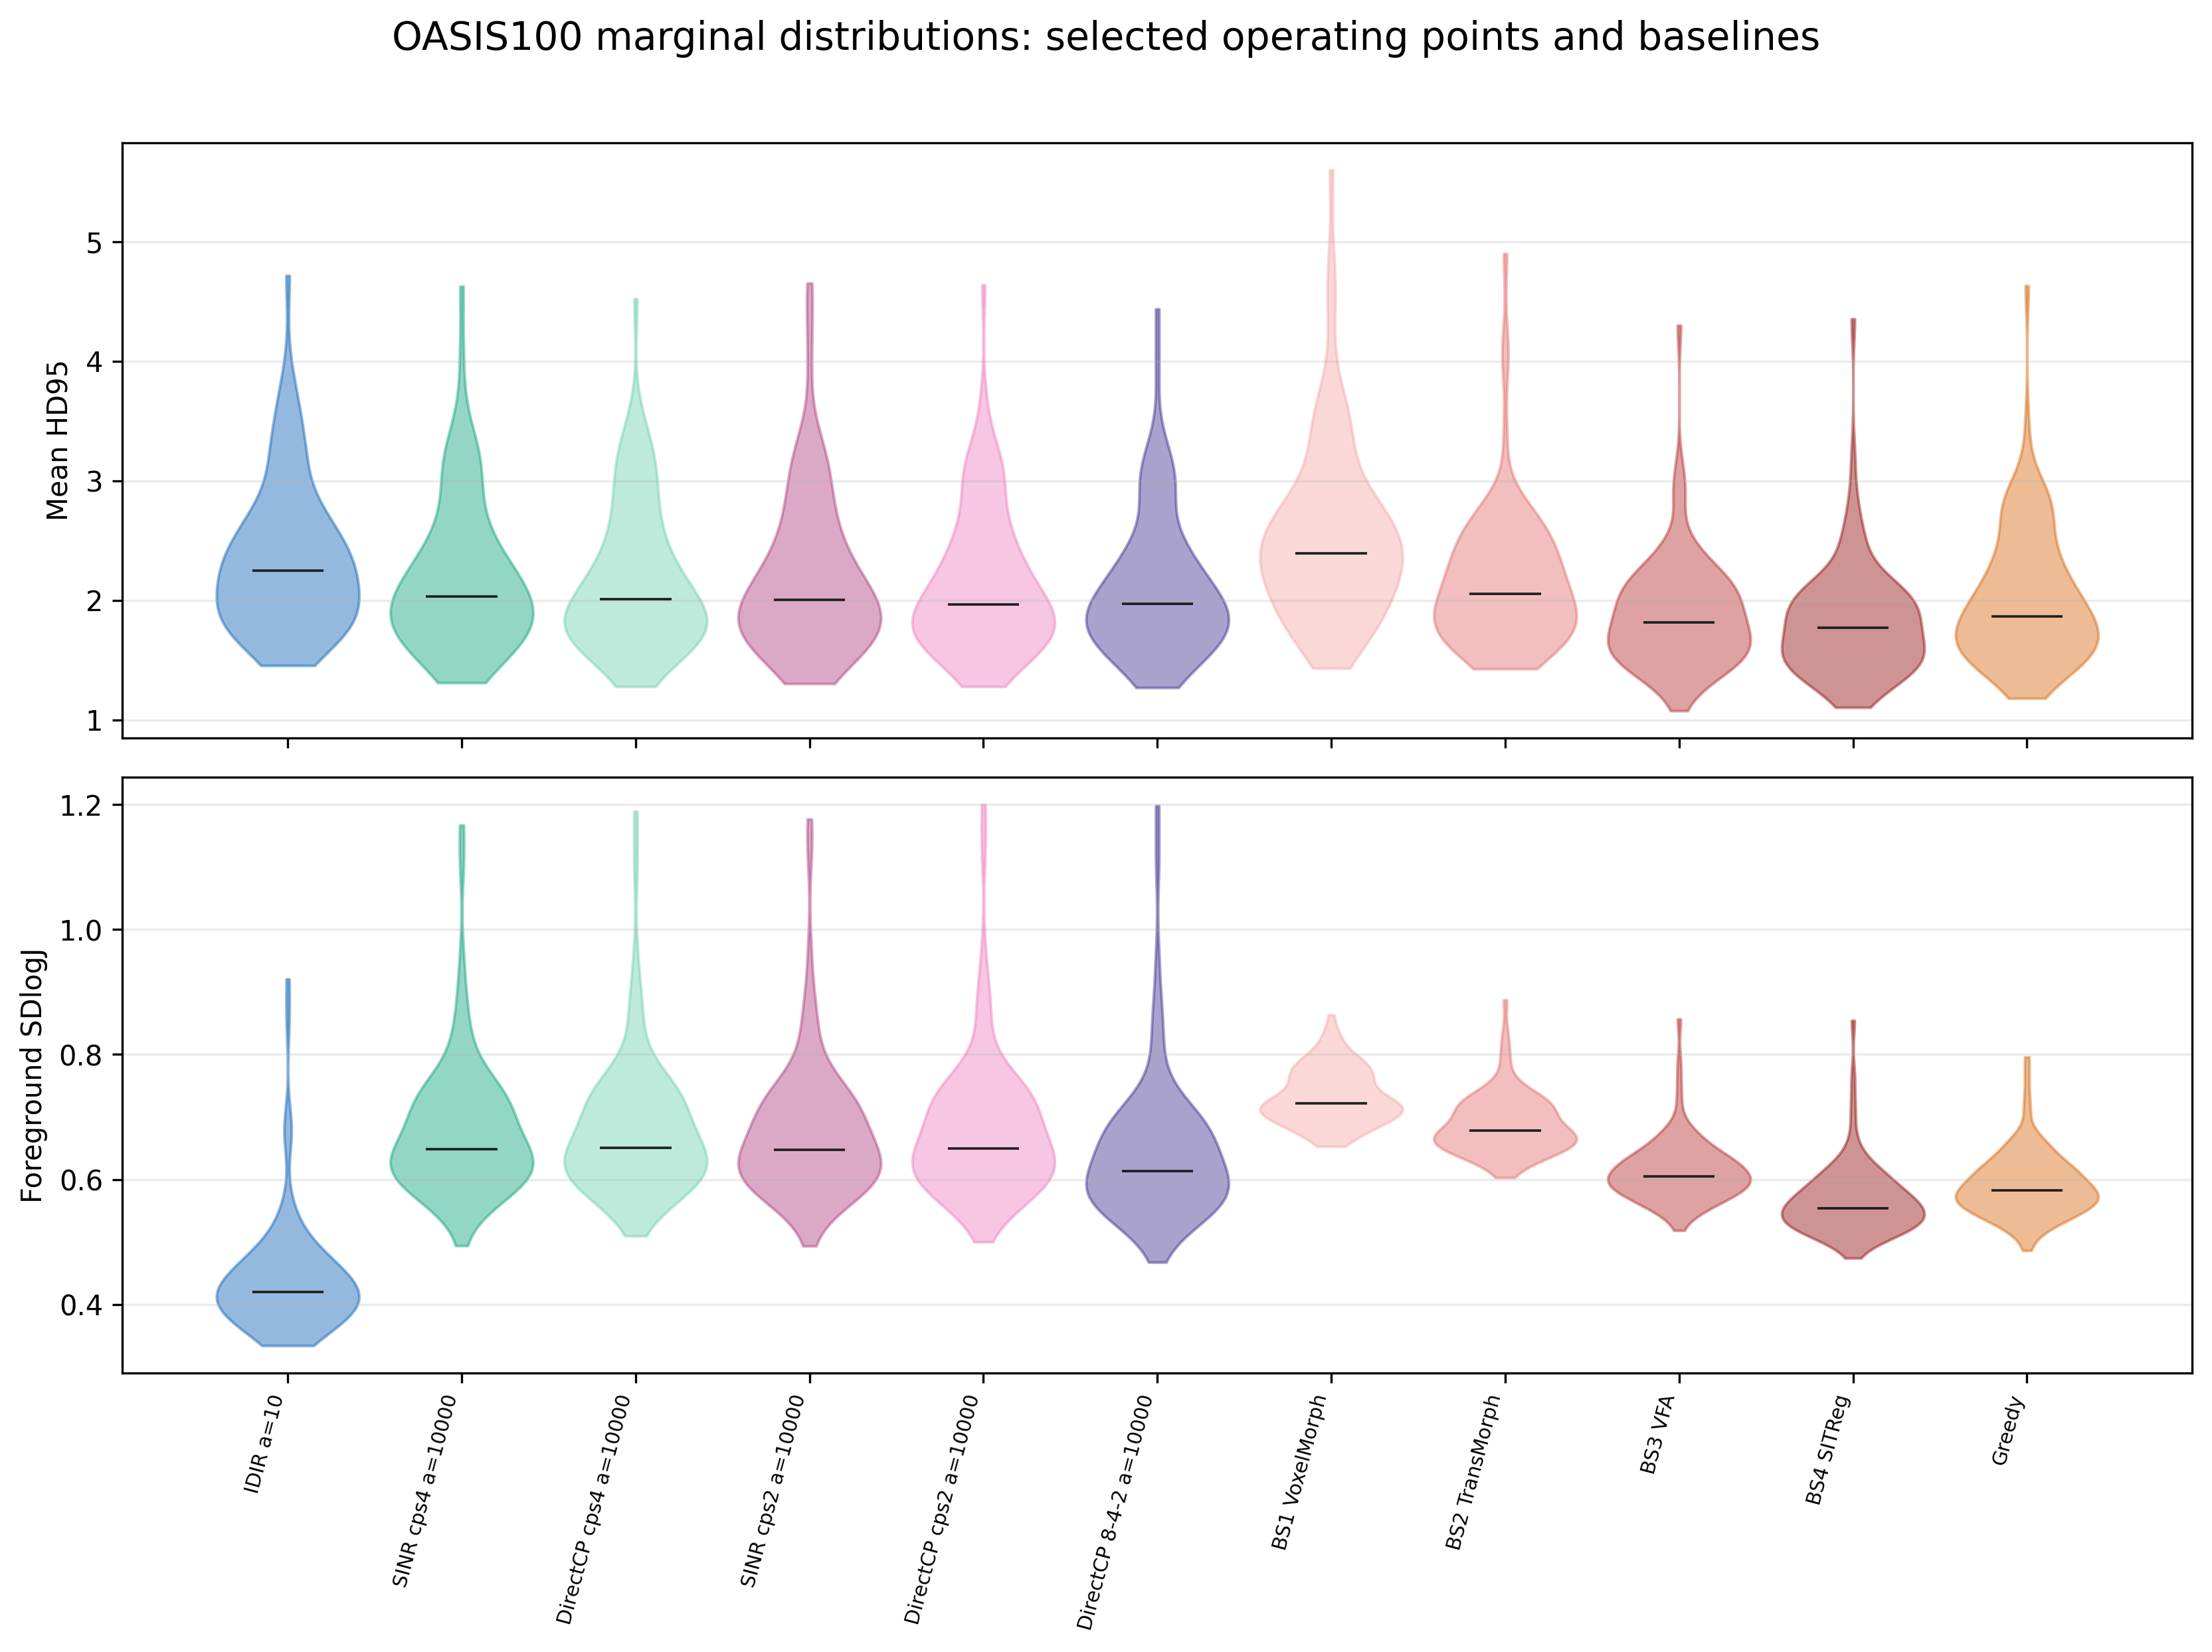 OASIS100 marginal distributions: selected operating points and baselines
Mean HD95
5
4
3
2
1
Foreground SDlogJ
1.2
1.0
0.8
0.6
0.4
IDIR a=10
SINR cps4 a=10000
DirectCP cps4 a=10000
SINR cps2 a=10000
DirectCP cps2 a=10000
DirectCP 8-4-2 a=10000
BS1 VoxelMorph
BS2 TransMorph
BS3 VFA
BS4 SITReg
Greedy